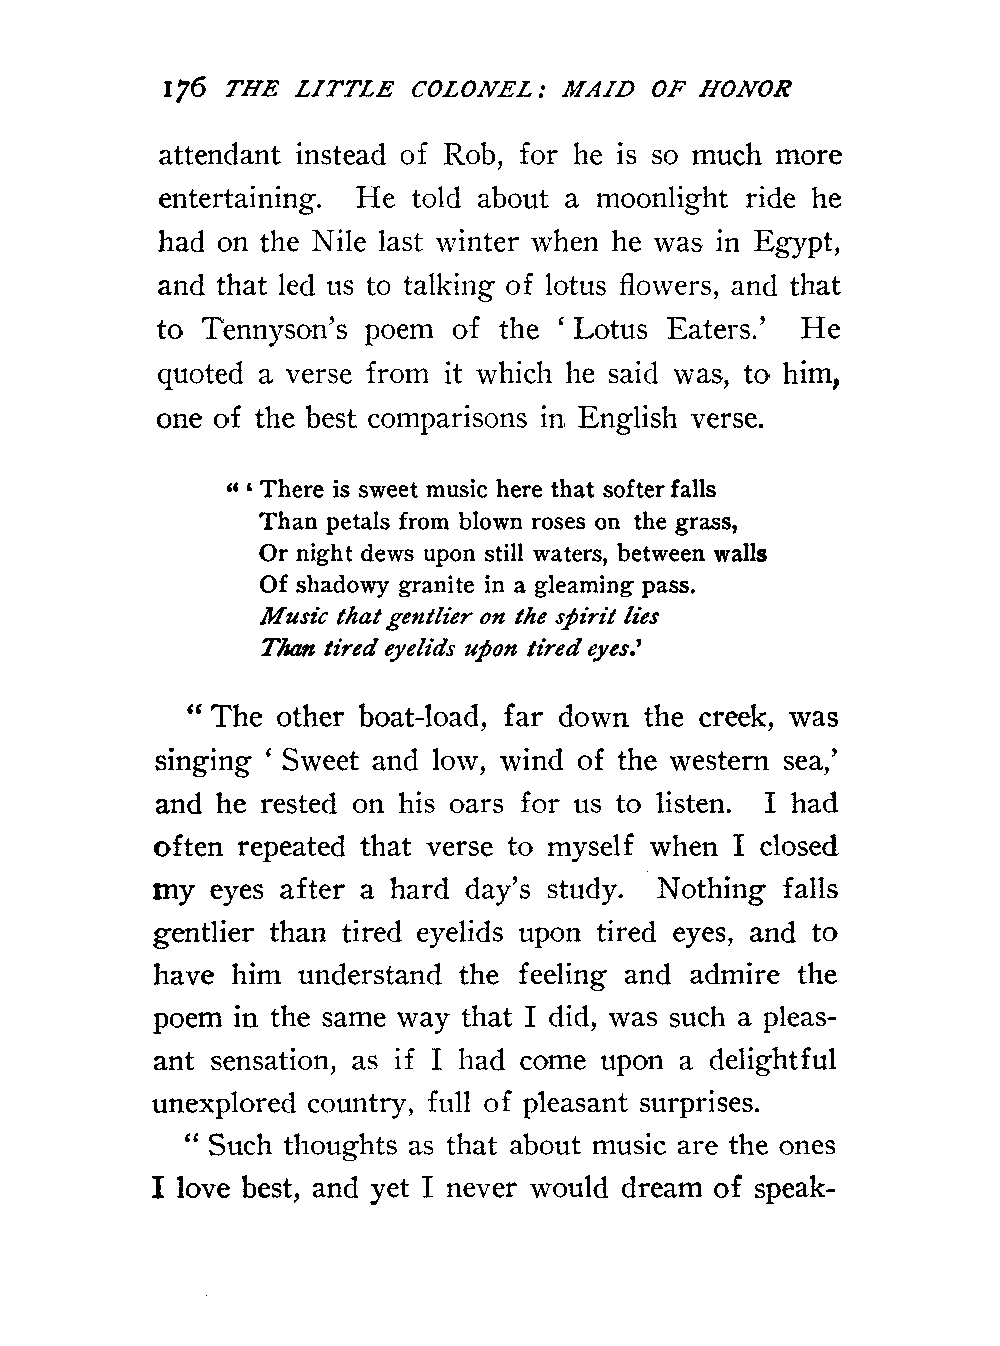 176 THE LITTLE COLONEL: MAID OF HONOR
attendant instead of Rob, for he is so much more
entertaining. He told about a moonlight ride he
had on the Nile last winter when he was in Egypt,
and that led us to talking of lotus flowers, and that
to Tennyson's poem of the ‘ Lotus Eaters.’ He
quoted a verse from it which he said was, to him,
one of the best comparisons in English verse.
“ ‘ There is sweet music here that softer falls
Than petals from blown roses on the grass,
Or night dews upon still waters, between walls
Of shadowy granite in a gleaming pass.
Music that gentlier on the spirit lies
Than tired eyelids upon tired eyes.’
“ The other boat-load, far down the creek, was
singing ‘ Sweet and low, wind of the western sea,’
and he rested on his oars for us to listen. I had
often repeated that verse to myself when I closed
my eyes after a hard day's study. Nothing falls
gentlier than tired eyelids upon tired eyes, and to
have him understand the feeling and admire the
poem in the same way that I did, was such a pleas-
ant sensation, as if I had come upon a delightful
unexplored country, full of pleasant surprises.
“ Such thoughts as that about music are the ones
I love best, and yet I never would dream of speak-